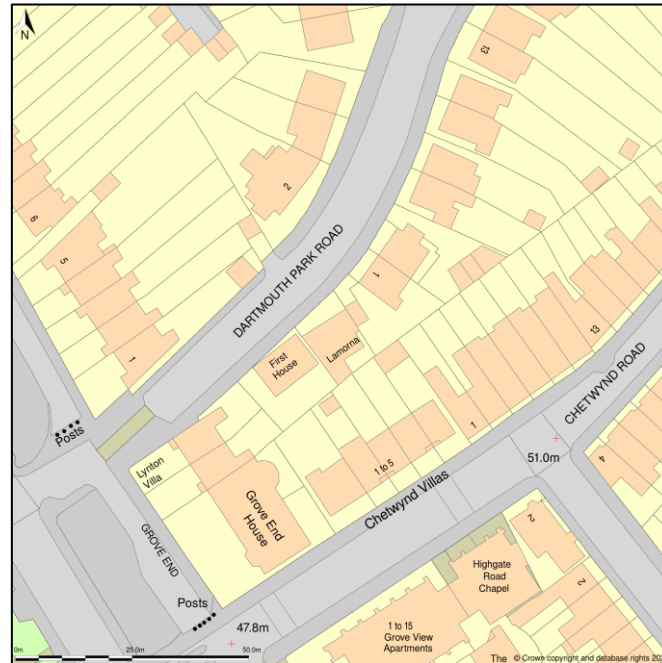 N
13
2
6
5
1
DARTMOUTH PARK ROAD
1
First
House
Lamorna
13
CHETWYND ROAD
1
Posts
Lynton
Villa
1 to 5
51.0m
4
Chetwynd Villas
Grove End
House
GROVE END
2
Highgate
Road
Chapel
2
Posts
47.8m
1 to 15
Grove View
Apartments
0m
25.0m
50.0m
The © Crown copyright and database rights 20